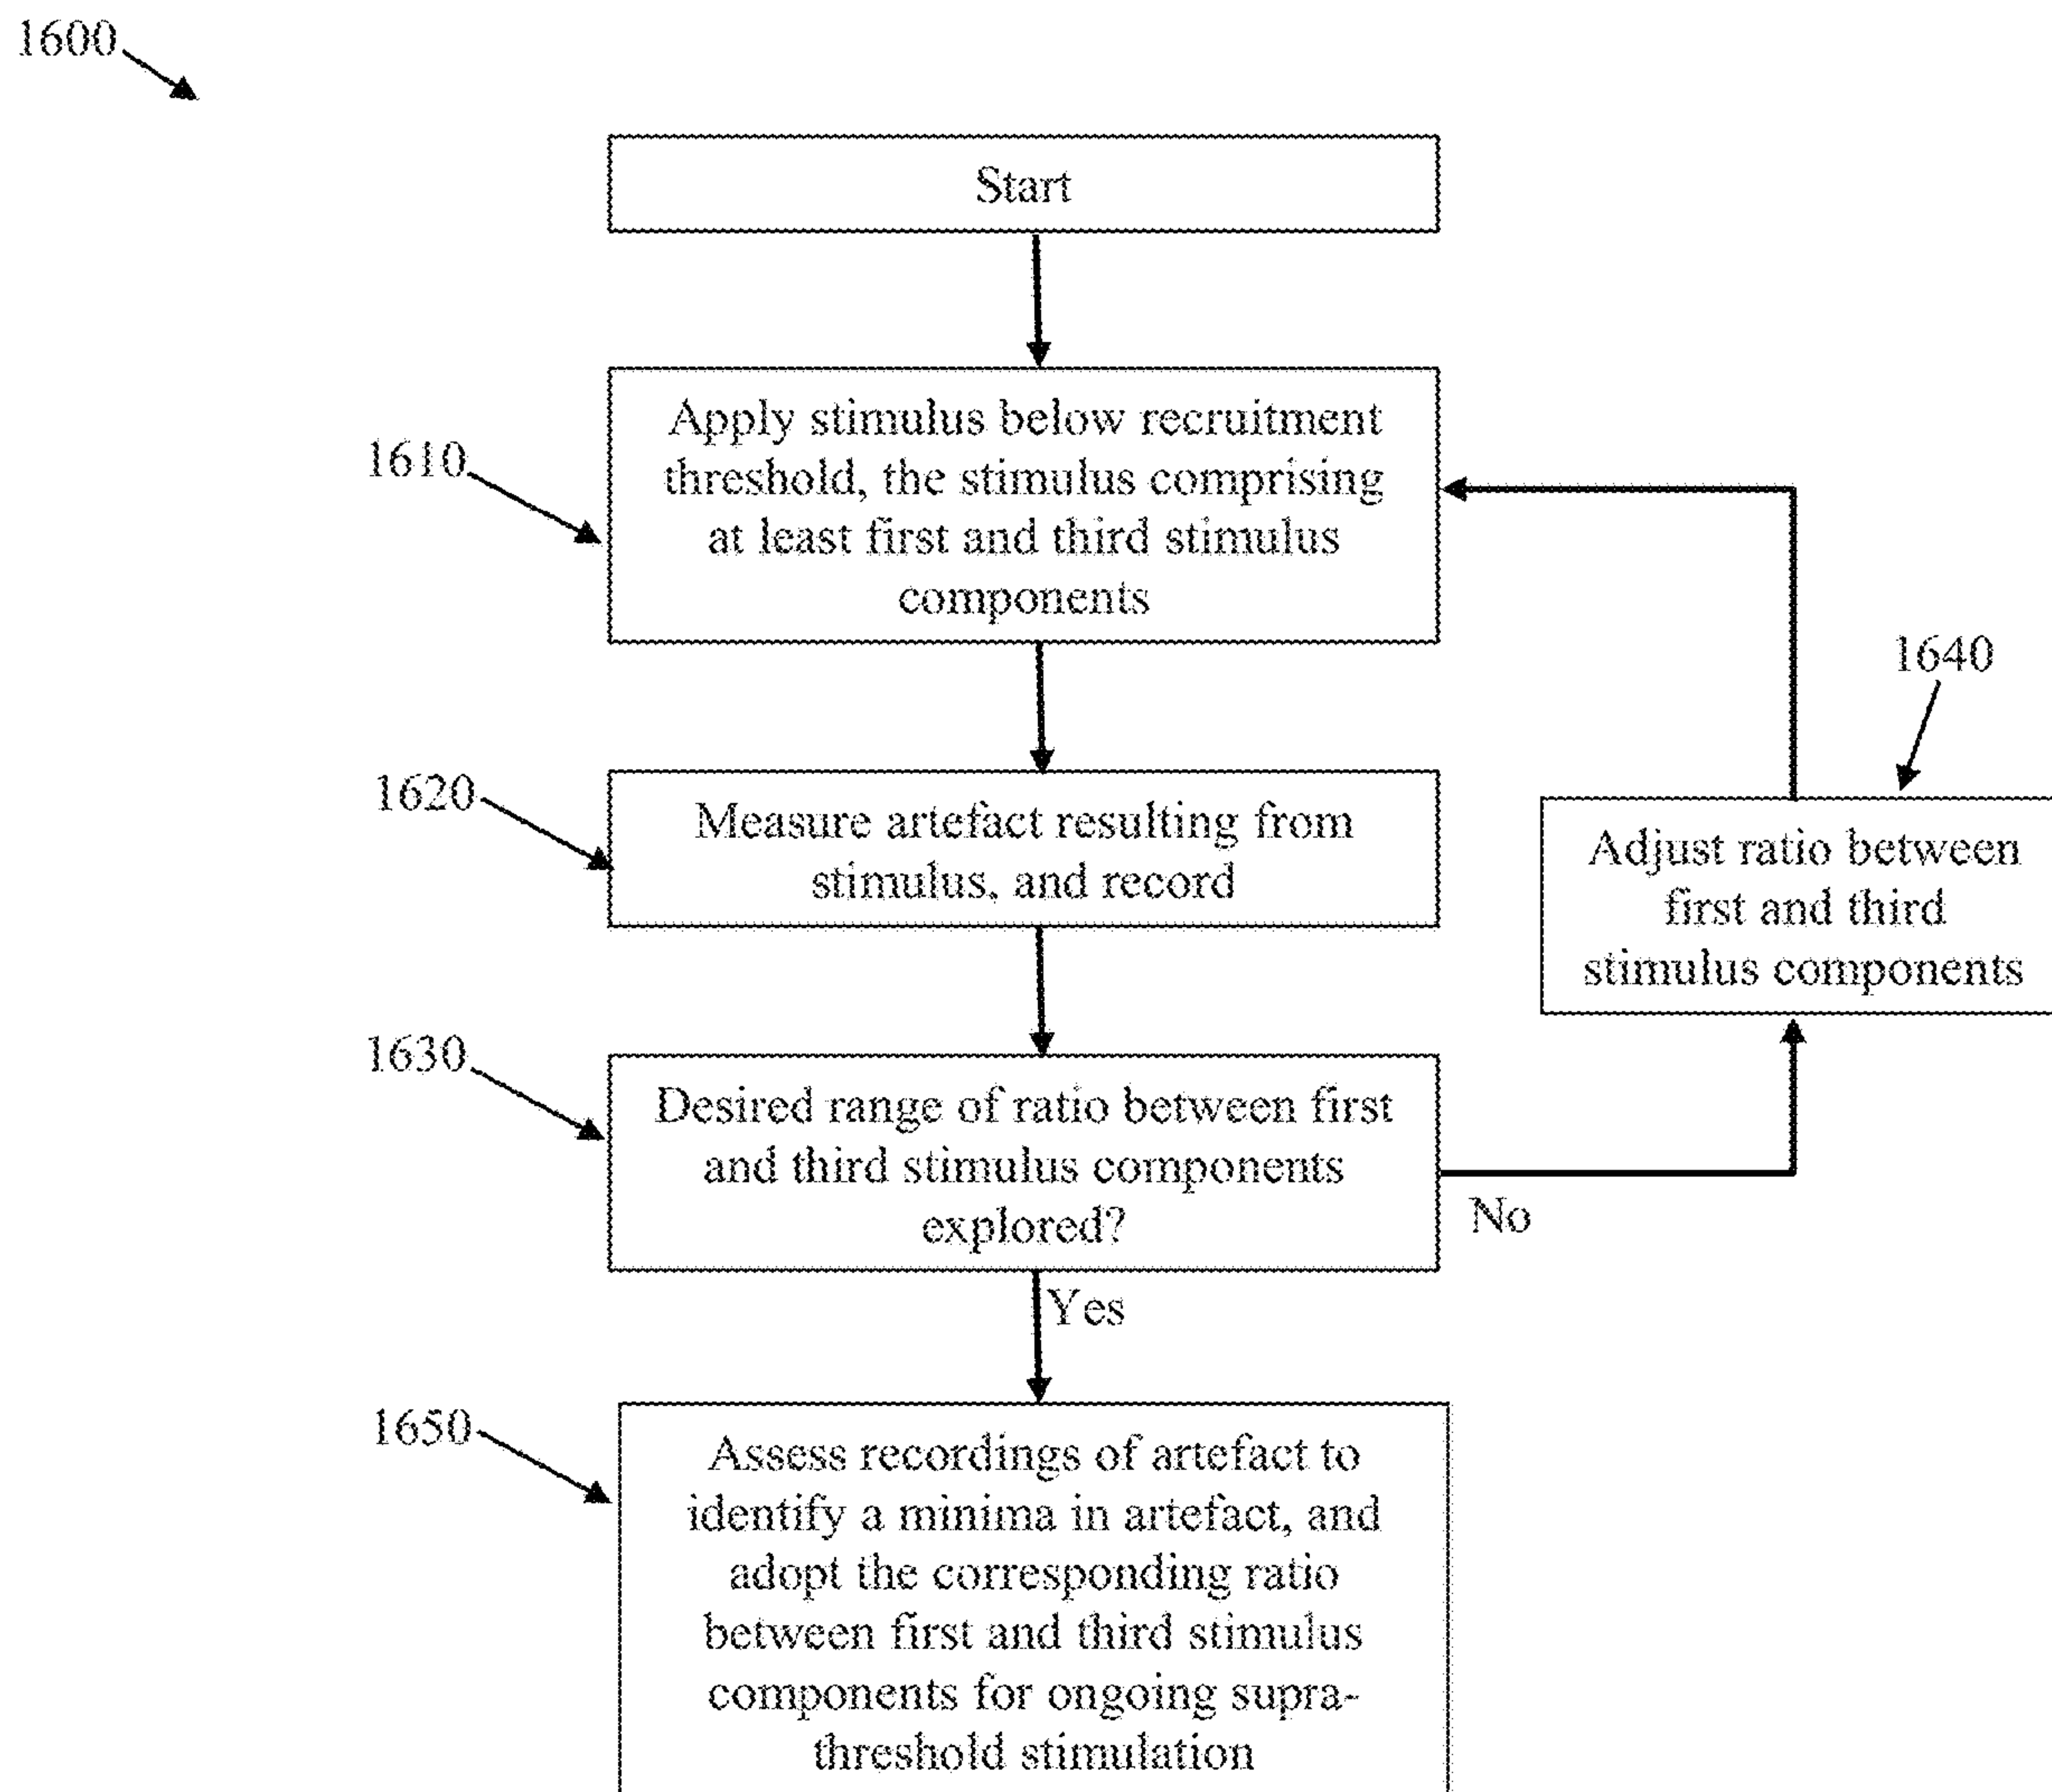 1600
Start
1610
Apply stimulus below recruitment
threshold, the stimulus comprising
at least first and third stimulus
components
1620
Measure artefact resulting from
stimulus, and record
1640
Adjust ratio between
first and third
stimulus components
1630
Desired range of ratio between first
and third stimulus components
explored?
No
Yes
1650
Assess recordings of artefact to
identify a minima in artefact, and
adopt the corresponding ratio
between first and third stimulus
components for ongoing supra-
threshold stimulation